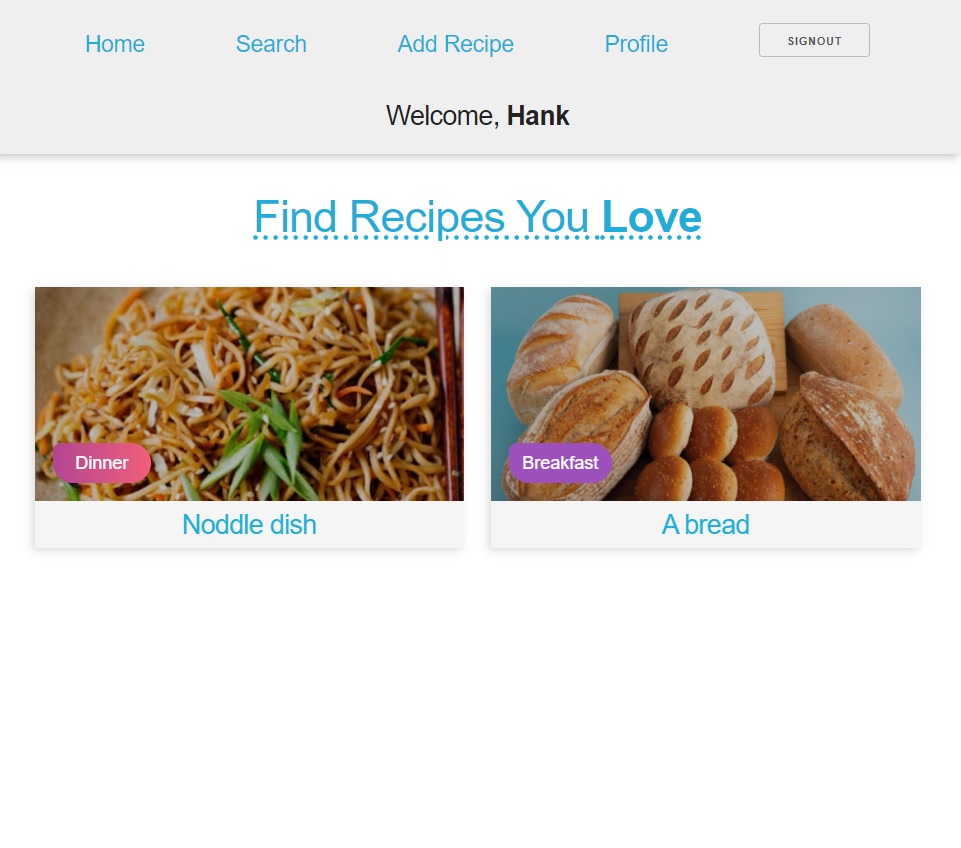 Home Search Add Recipe Profile SIGNOUT
Welcome, Hank
Find Recipes You Love
Dinner
Breakfast
Noddle dish
A bread